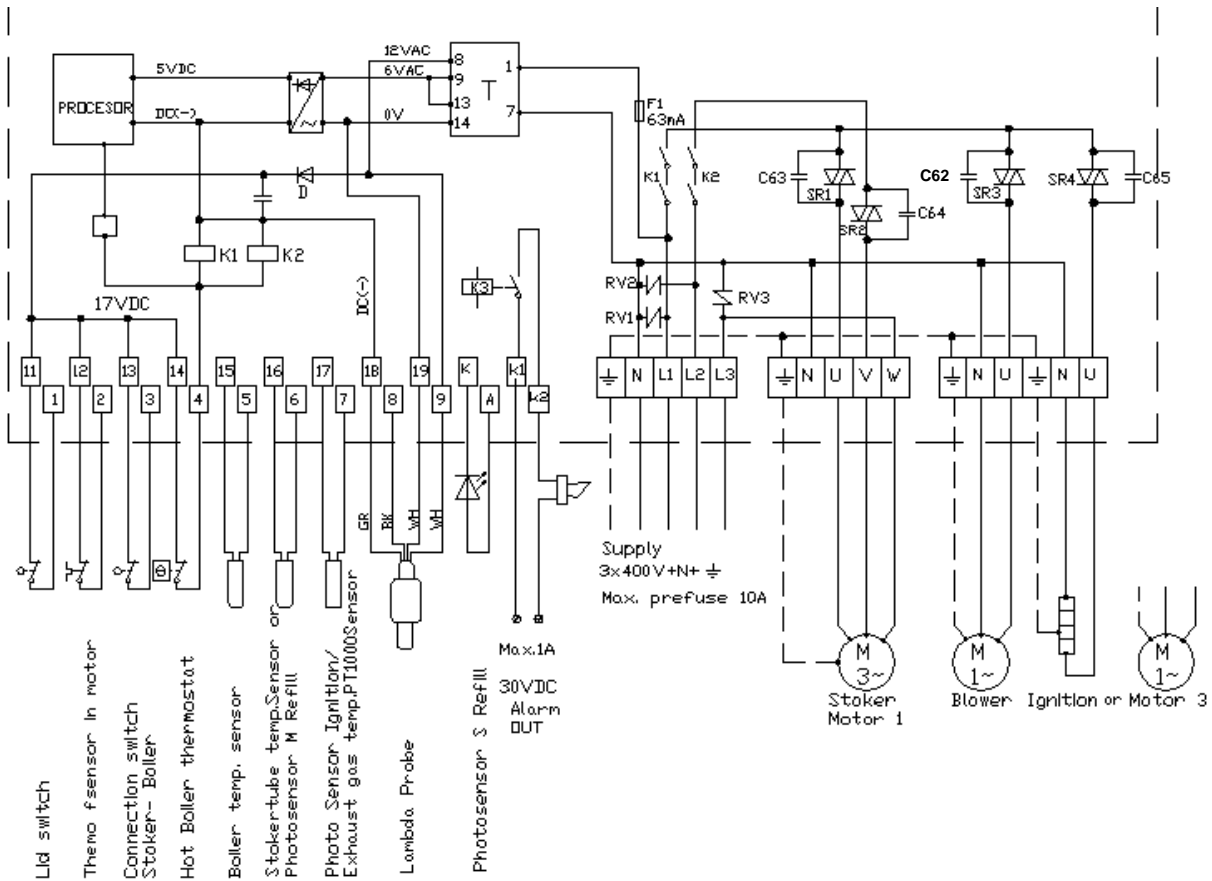 12VAC
5VDC
6VAC
8
9
1
T
F1
63mA
PROCESOR
DC(-)
0V
13
14
7
K1
K2
C63
SR1
C62
SR3
SR4
C65
C64
SR2
D
K1
K2
DC(-)
K3
17VDC
RV2
RV3
RV1
11
12
13
14
15
16
17
18
19
K
k1
1
2
3
4
5
6
7
8
9
A
k2
N
L1
L2
L3
N
U
V
W
N
U
N
U
GR
BK
WH
WH
Supply
3x400V+N+
Max. prefuse 10A
Max.1A
30VDC
Alarm
OUT
M
3~
M
1~
M
1~
Stoker
Motor 1
Blower
Ignition or Motor 3
Lid switch
Themo fsensor in motor
Connection switch
Stoker- Boiler
Hot Boiler thermostat
Boiler temp. sensor
Stokertube temp.Sensor or
Photosensor M Refill
Photo Sensor Ignition/
Exhaust gas temp.PT1000Sensor
Lambda Probe
Photosensor S Refill